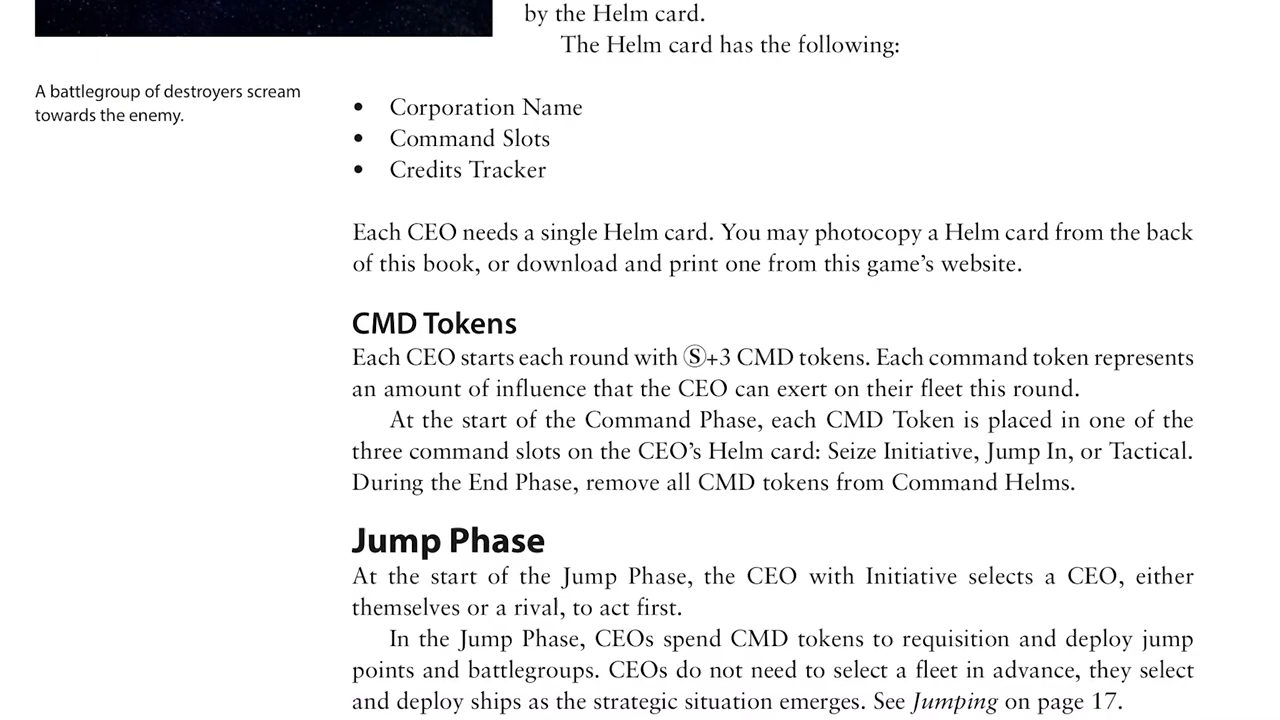 by the Helm card.
The Helm card has the following:
A battlegroup of destroyers scream
towards the enemy.
• Corporation Name
• Command Slots
• Credits Tracker
Each CEO needs a single Helm card. You may photocopy a Helm card from the back
of this book, or download and print one from this game’s website.
CMD Tokens
Each CEO starts each round with Ⓢ+3 CMD tokens. Each command token represents
an amount of influence that the CEO can exert on their fleet this round.
At the start of the Command Phase, each CMD Token is placed in one of the
three command slots on the CEO’s Helm card: Seize Initiative, Jump In, or Tactical.
During the End Phase, remove all CMD tokens from Command Helms.
Jump Phase
At the start of the Jump Phase, the CEO with Initiative selects a CEO, either
themselves or a rival, to act first.
In the Jump Phase, CEOs spend CMD tokens to requisition and deploy jump
points and battlegroups. CEOs do not need to select a fleet in advance, they select
and deploy ships as the strategic situation emerges. See Jumping on page 17.